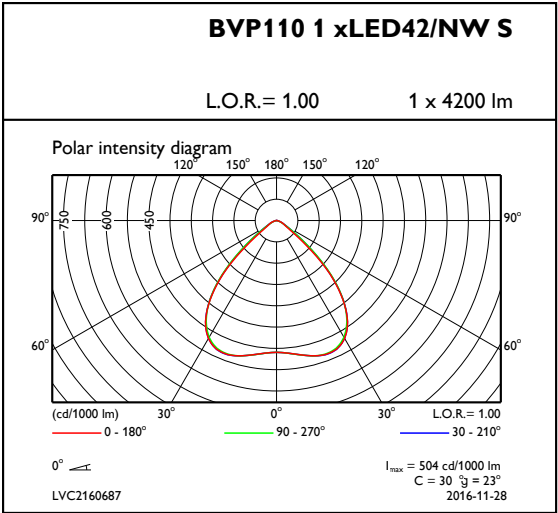 BVP110 1 xLED42/NW S
L.O.R.= 1.00 1 x 4200 lm
Polar intensity diagram
120° 150° 180° 150° 120°
90° 750 600 450 90°
60° 60°
(cd/1000 lm) 30° 0° 30° L.O.R.= 1.00
0 - 180° 90 - 270° 30 - 210°
0° Imax = 504 cd/1000 lm
C = 30 °g = 23°
LVC2160687 2016-11-28